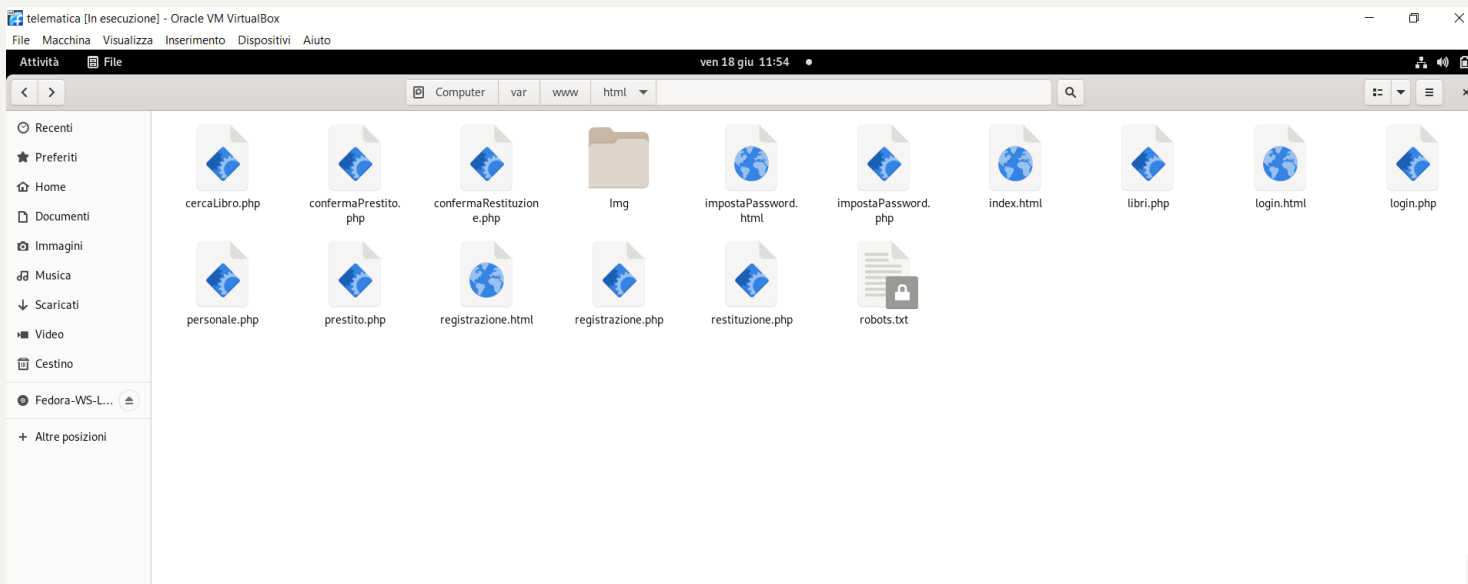 telematica [In esecuzione] - Oracle VM VirtualBox
File Macchina Visualizza Inserimento Dispositivi Aiuto
Attività File ven 18 giu 11:54
Computer var www html
Recenti
Preferiti
Home
Documenti
Immagini
Musica
Scaricati
Video
Cestino
Fedora-WS-L...
+ Altre posizioni
cercaLibro.php
confermaPrestito.
php
confermaRestituzion
e.php
Img
impostaPassword.
html
impostaPassword.
php
index.html
libri.php
login.html
login.php
personale.php
prestito.php
registrazione.html
registrazione.php
restituzione.php
robots.txt